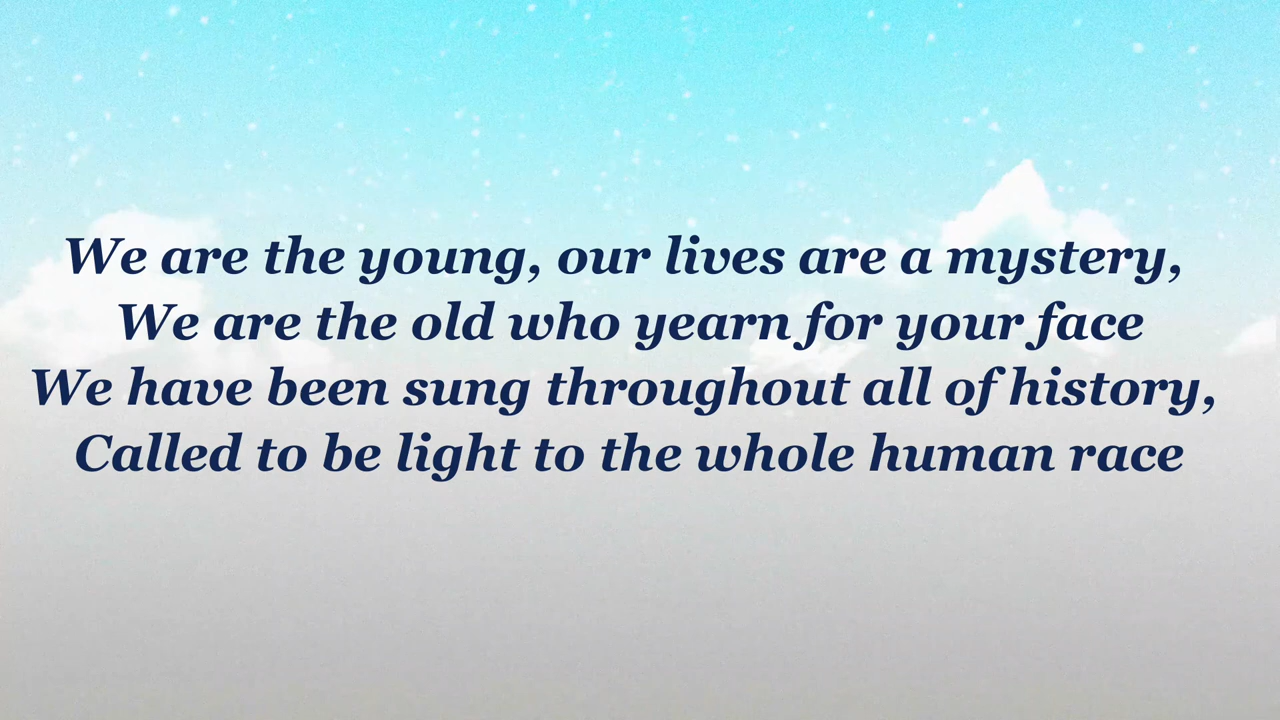 We are the young, our lives are a mystery,
We are the old who yearn for your face
We have been sung throughout all of history,
Called to be light to the whole human race